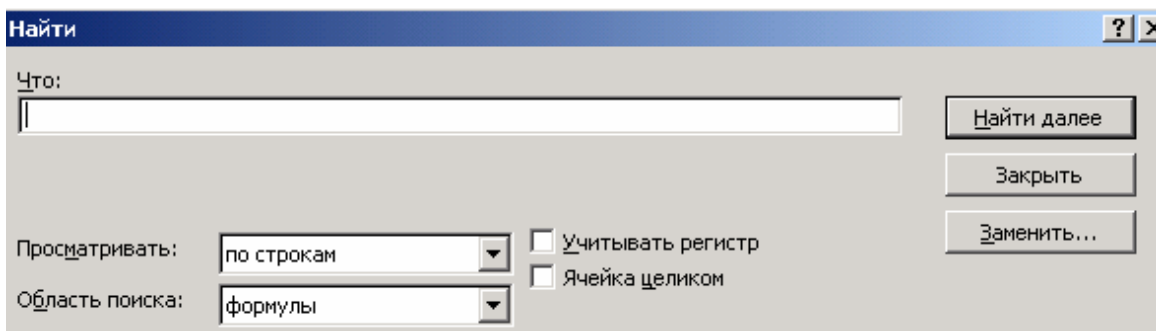 Найти
Что:
Найти далее
Закрыть
Заменить...
Просматривать: по строкам
Учитывать регистр
Ячейка целиком
Область поиска: формулы